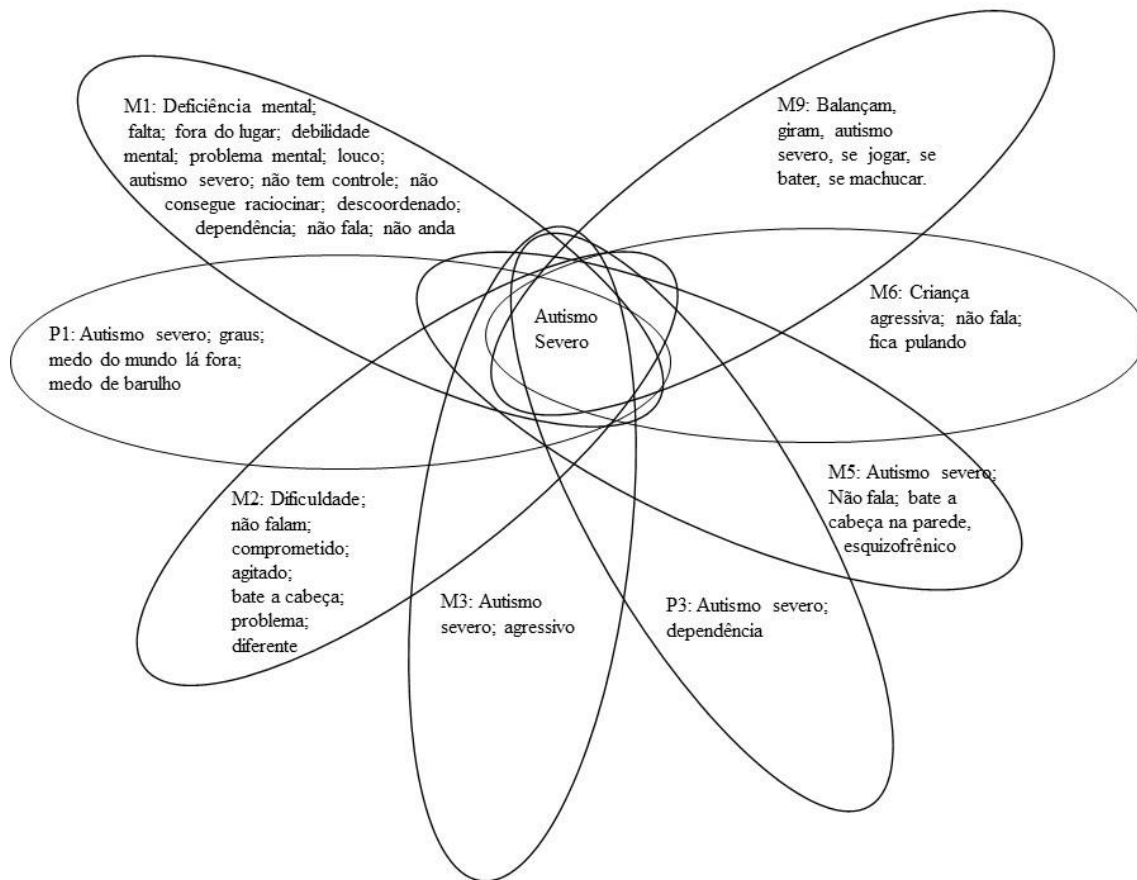 M1: Deficiência mental;
falta; fora do lugar; debilidade
mental; problema mental; louco;
autismo severo; não tem controle; não
consegue raciocinar; descoordenado;
dependência; não fala; não anda
M9: Balançam,
giram, autismo
severo, se jogar, se
bater, se machucar.
P1: Autismo severo; graus;
medo do mundo lá fora;
medo de barulho
Autismo
Severo
M6: Criança
agressiva; não fala;
fica pulando
M2: Dificuldade;
não falam;
comprometido;
agitado;
bate a cabeça;
problema;
diferente
M3: Autismo
severo; agressivo
P3: Autismo severo;
dependência
M5: Autismo severo;
Não fala; bate a
cabeça na parede,
esquizofrênico